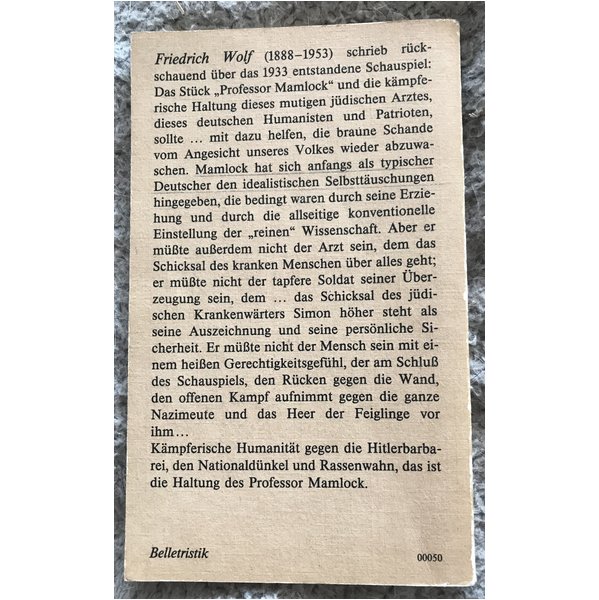 Friedrich Wolf (1888–1953) schrieb rück-
schauend über das 1933 entstandene Schauspiel:
Das Stück „Professor Mamlock“ und die kämpfe-
rische Haltung dieses mutigen jüdischen Arztes,
dieses deutschen Humanisten und Patrioten,
sollte ... mit dazu helfen, die braune Schande
vom Angesicht unseres Volkes wieder abzuwa-
schen. Mamlock hat sich anfangs als typischer
Deutscher den idealistischen Selbsttäuschungen
hingegeben, die bedingt waren durch seine Erzie-
hung und durch die allseitige konventionelle
Einstellung der „reinen“ Wissenschaft. Aber er
müßte außerdem nicht der Arzt sein, dem das
Schicksal des kranken Menschen über alles geht;
er müßte nicht der tapfere Soldat seiner Über-
zeugung sein, dem ... das Schicksal des jüdi-
schen Krankenwärters Simon höher steht als
seine Auszeichnung und seine persönliche Si-
cherheit. Er müßte nicht der Mensch sein mit ei-
nem heißen Gerechtigkeitsgefühl, der am Schluß
des Schauspiels, den Rücken gegen die Wand,
den offenen Kampf aufnimmt gegen die ganze
Nazimeute und das Heer der Feiglinge vor
ihm...
Kämpferische Humanität gegen die Hitlerbarba-
rei, den Nationaldünkel und Rassenwahn, das ist
die Haltung des Professor Mamlock.
Belletristik
00050